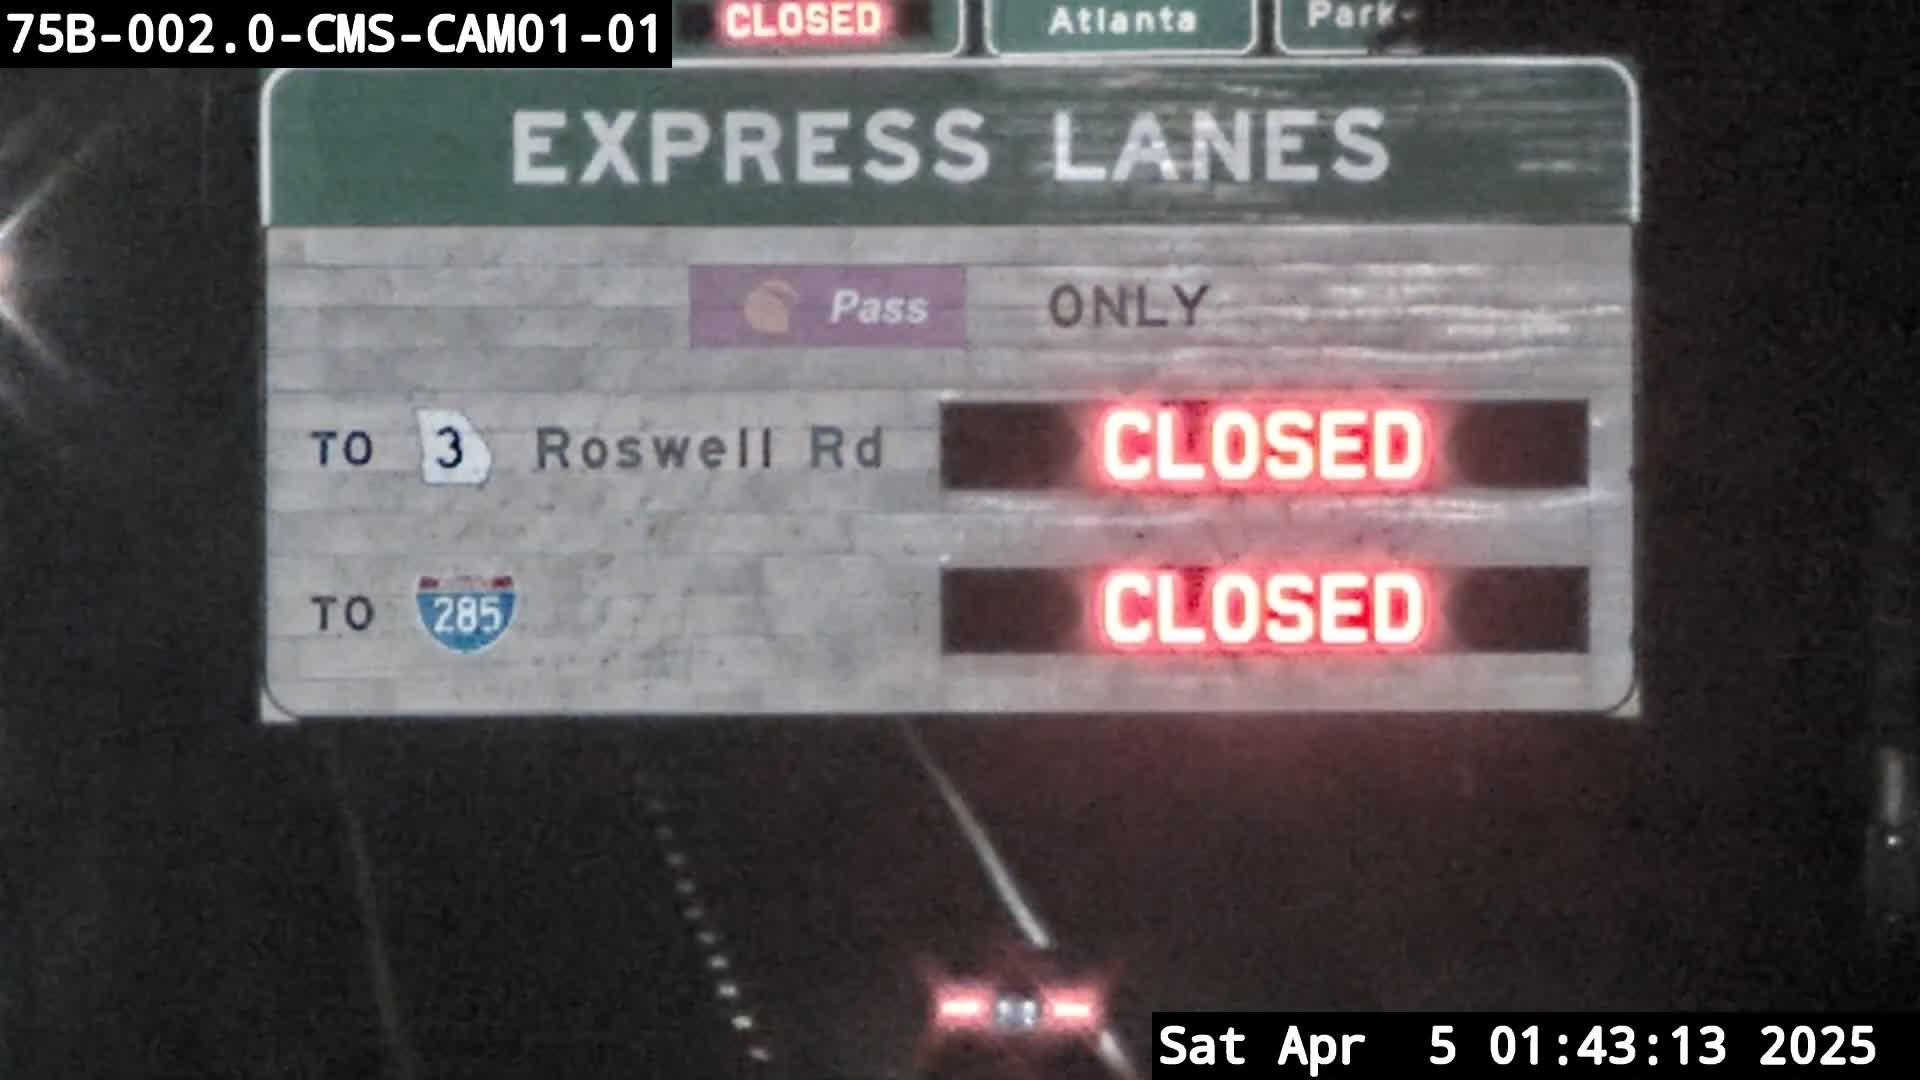 75B-002.0-CMS-CAM01-01
CLOSED
Atlanta
Park-
EXPRESS LANES
Pass ONLY
TO 3 Roswell Rd CLOSED
TO 285 CLOSED
Sat Apr 5 01:43:13 2025